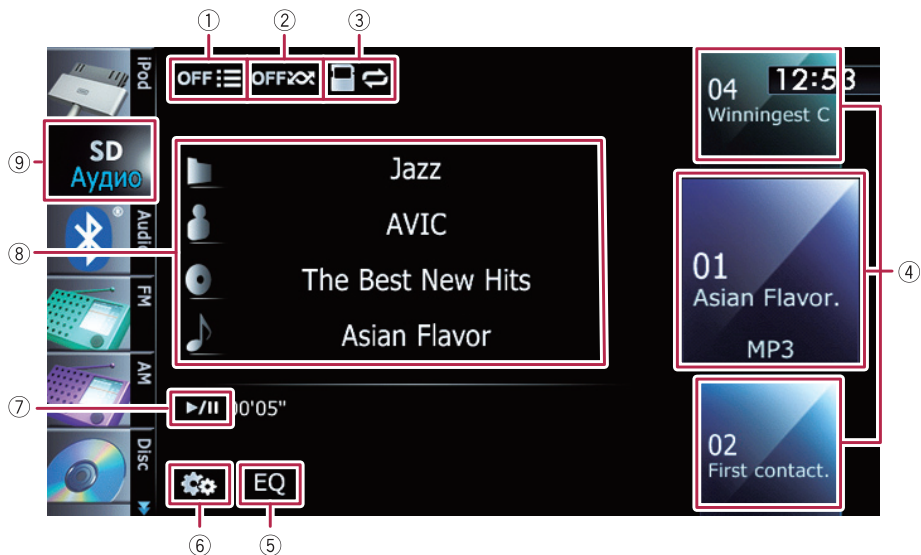 ① ② ③
iPod
OFF OFF
04 12:53
Winningest C
⑨ SD
Аудио
Jazz
Audio
AVIC
⑧ The Best New Hits
Asian Flavor
01 ④
Asian Flavor.
MP3
FM
AM
⑦ ►/II 00'05"
Disc
EQ
02
First contact.
⑥ ⑤